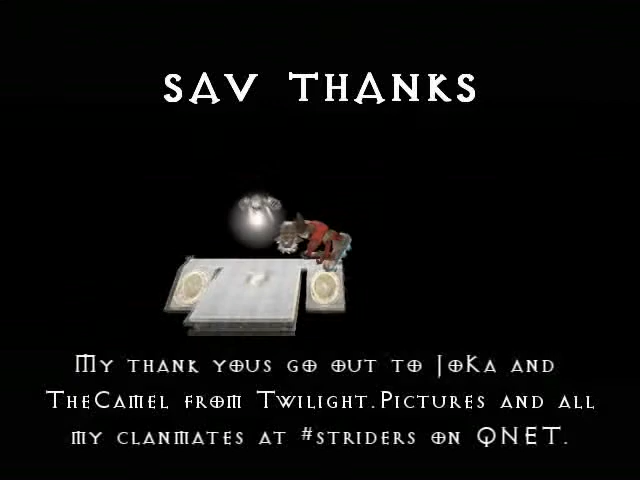 SAV THANKS
My thank yous go out to JoKa and
TheCamel from Twilight.Pictures and all
my clanmates at #striders on QNET.